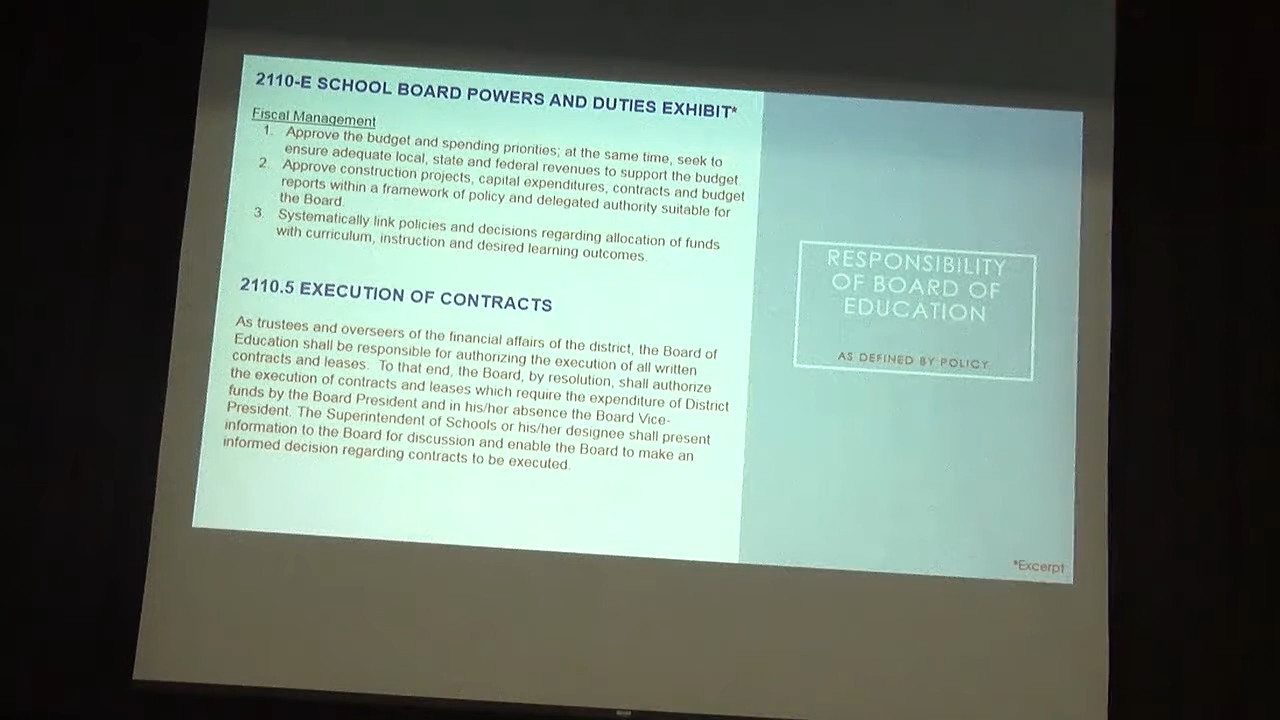 2110-E SCHOOL BOARD POWERS AND DUTIES EXHIBIT*
Fiscal Management
1. Approve the budget and spending priorities; at the same time, seek to
ensure adequate local, state and federal revenues to support the budget.
2. Approve construction projects, capital expenditures, contracts and budget
reports within a framework of policy and delegated authority suitable for
the Board.
3. Systematically link policies and decisions regarding allocation of funds
with curriculum, instruction and desired learning outcomes.
2110.5 EXECUTION OF CONTRACTS
As trustees and overseers of the financial affairs of the district, the Board of
Education shall be responsible for authorizing the execution of all written
contracts and leases. To that end, the Board, by resolution, shall authorize
the execution of contracts and leases which require the expenditure of District
funds by the Board President and in his/her absence the Board Vice-
President. The Superintendent of Schools or his/her designee shall present
information to the Board for discussion and enable the Board to make an
informed decision regarding contracts to be executed.
RESPONSIBILITY
OF BOARD OF
EDUCATION
AS DEFINED BY POLICY
*Excerpt